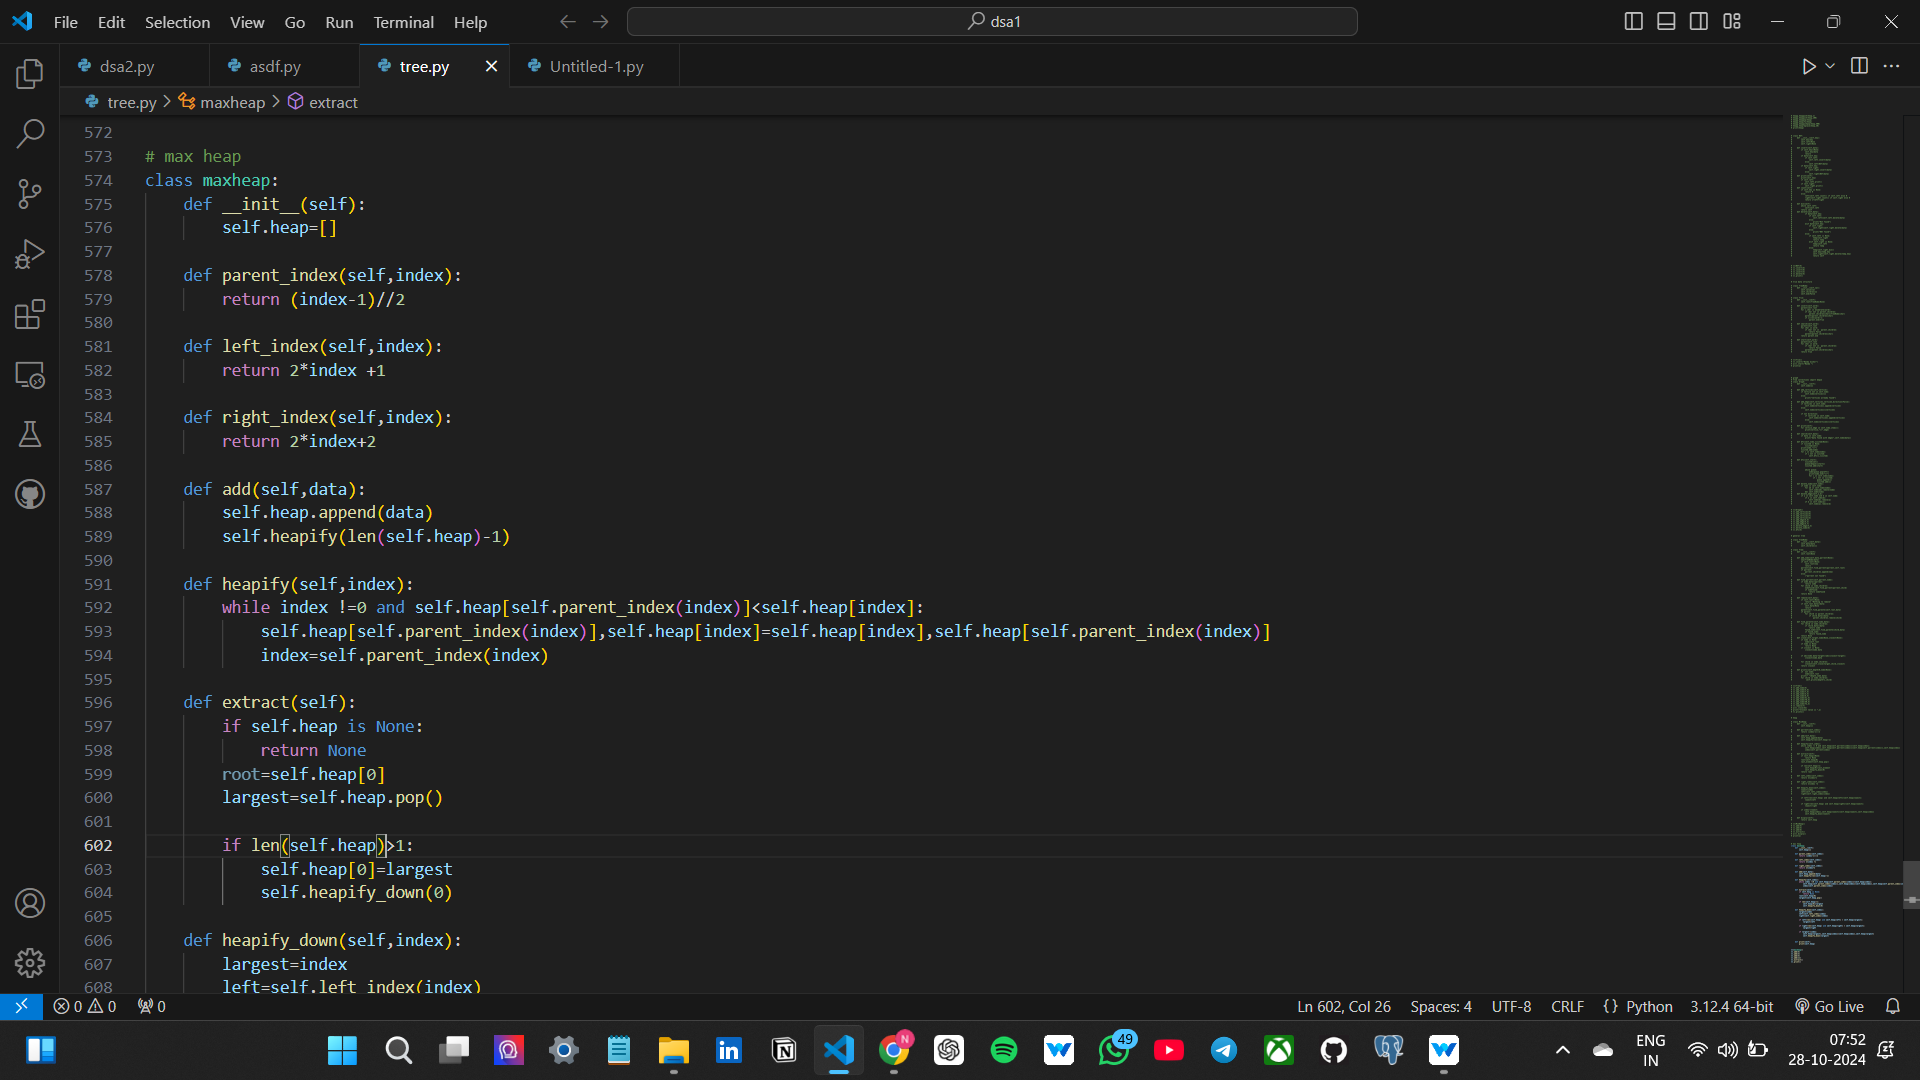 File Edit Selection View Go Run Terminal Help
dsa1
dsa2.py
asdf.py
tree.py
Untitled-1.py
tree.py > maxheap > extract
572
573 # max heap
574 class maxheap:
575     def __init__(self):
576         self.heap=[]
577
578     def parent_index(self,index):
579         return (index-1)//2
580
581     def left_index(self,index):
582         return 2*index +1
583
584     def right_index(self,index):
585         return 2*index+2
586
587     def add(self,data):
588         self.heap.append(data)
589         self.heapify(len(self.heap)-1)
590
591     def heapify(self,index):
592         while index !=0 and self.heap[self.parent_index(index)]<self.heap[index]:
593             self.heap[self.parent_index(index)],self.heap[index]=self.heap[index],self.heap[self.parent_index(index)]
594             index=self.parent_index(index)
595
596     def extract(self):
597         if self.heap is None:
598             return None
599         root=self.heap[0]
600         largest=self.heap.pop()
601
602         if len(self.heap)>1:
603             self.heap[0]=largest
604             self.heapify_down(0)
605
606     def heapify_down(self,index):
607         largest=index
608         left=self.left_index(index)
0 0 0
Ln 602, Col 26 Spaces: 4 UTF-8 CRLF {} Python 3.12.4 64-bit Go Live
N
49
ENG
IN
07:52
28-10-2024